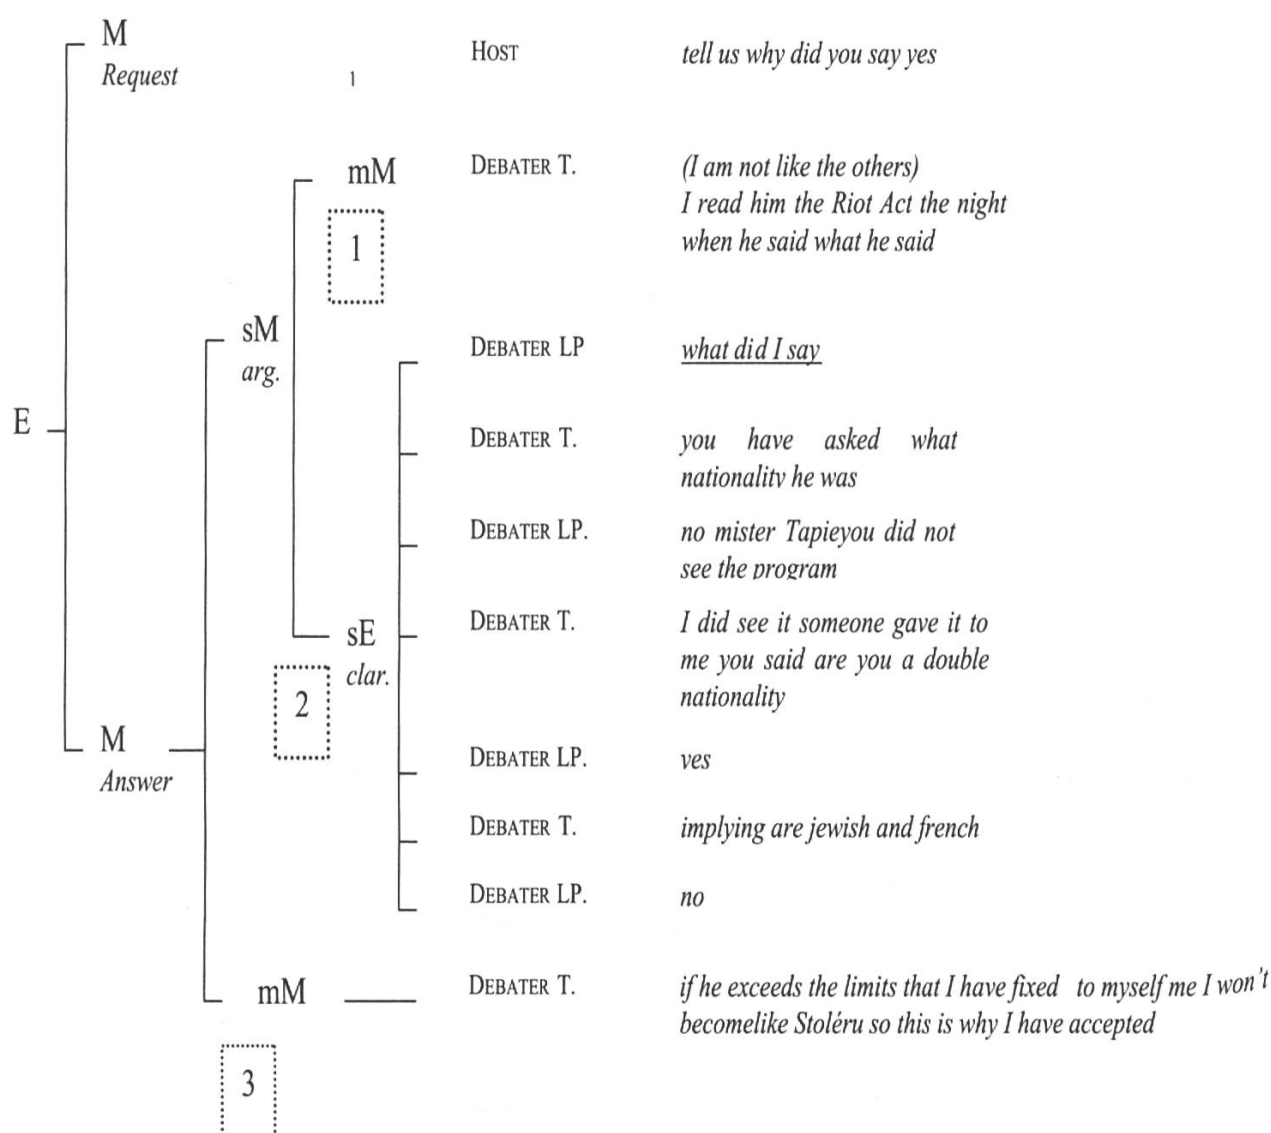 M HOST tell us why did you say yes
Request 1
mM DEBATER T. (I am not like the others)
I read him the Riot Act the night
1 when he said what he said
sM DEBATER LP what did I say
arg.
E DEBATER T. you have asked what
nationality he was
DEBATER LP. no mister Tapieyou did not
see the program
sE DEBATER T. I did see it someone gave it to
clar. me you said are you a double
2 nationality
M DEBATER LP. yes
Answer
DEBATER T. implying are jewish and french
DEBATER LP. no
mM DEBATER T. if he exceeds the limits that I have fixed to myself me I won't
becomelike Stoléru so this is why I have accepted
3